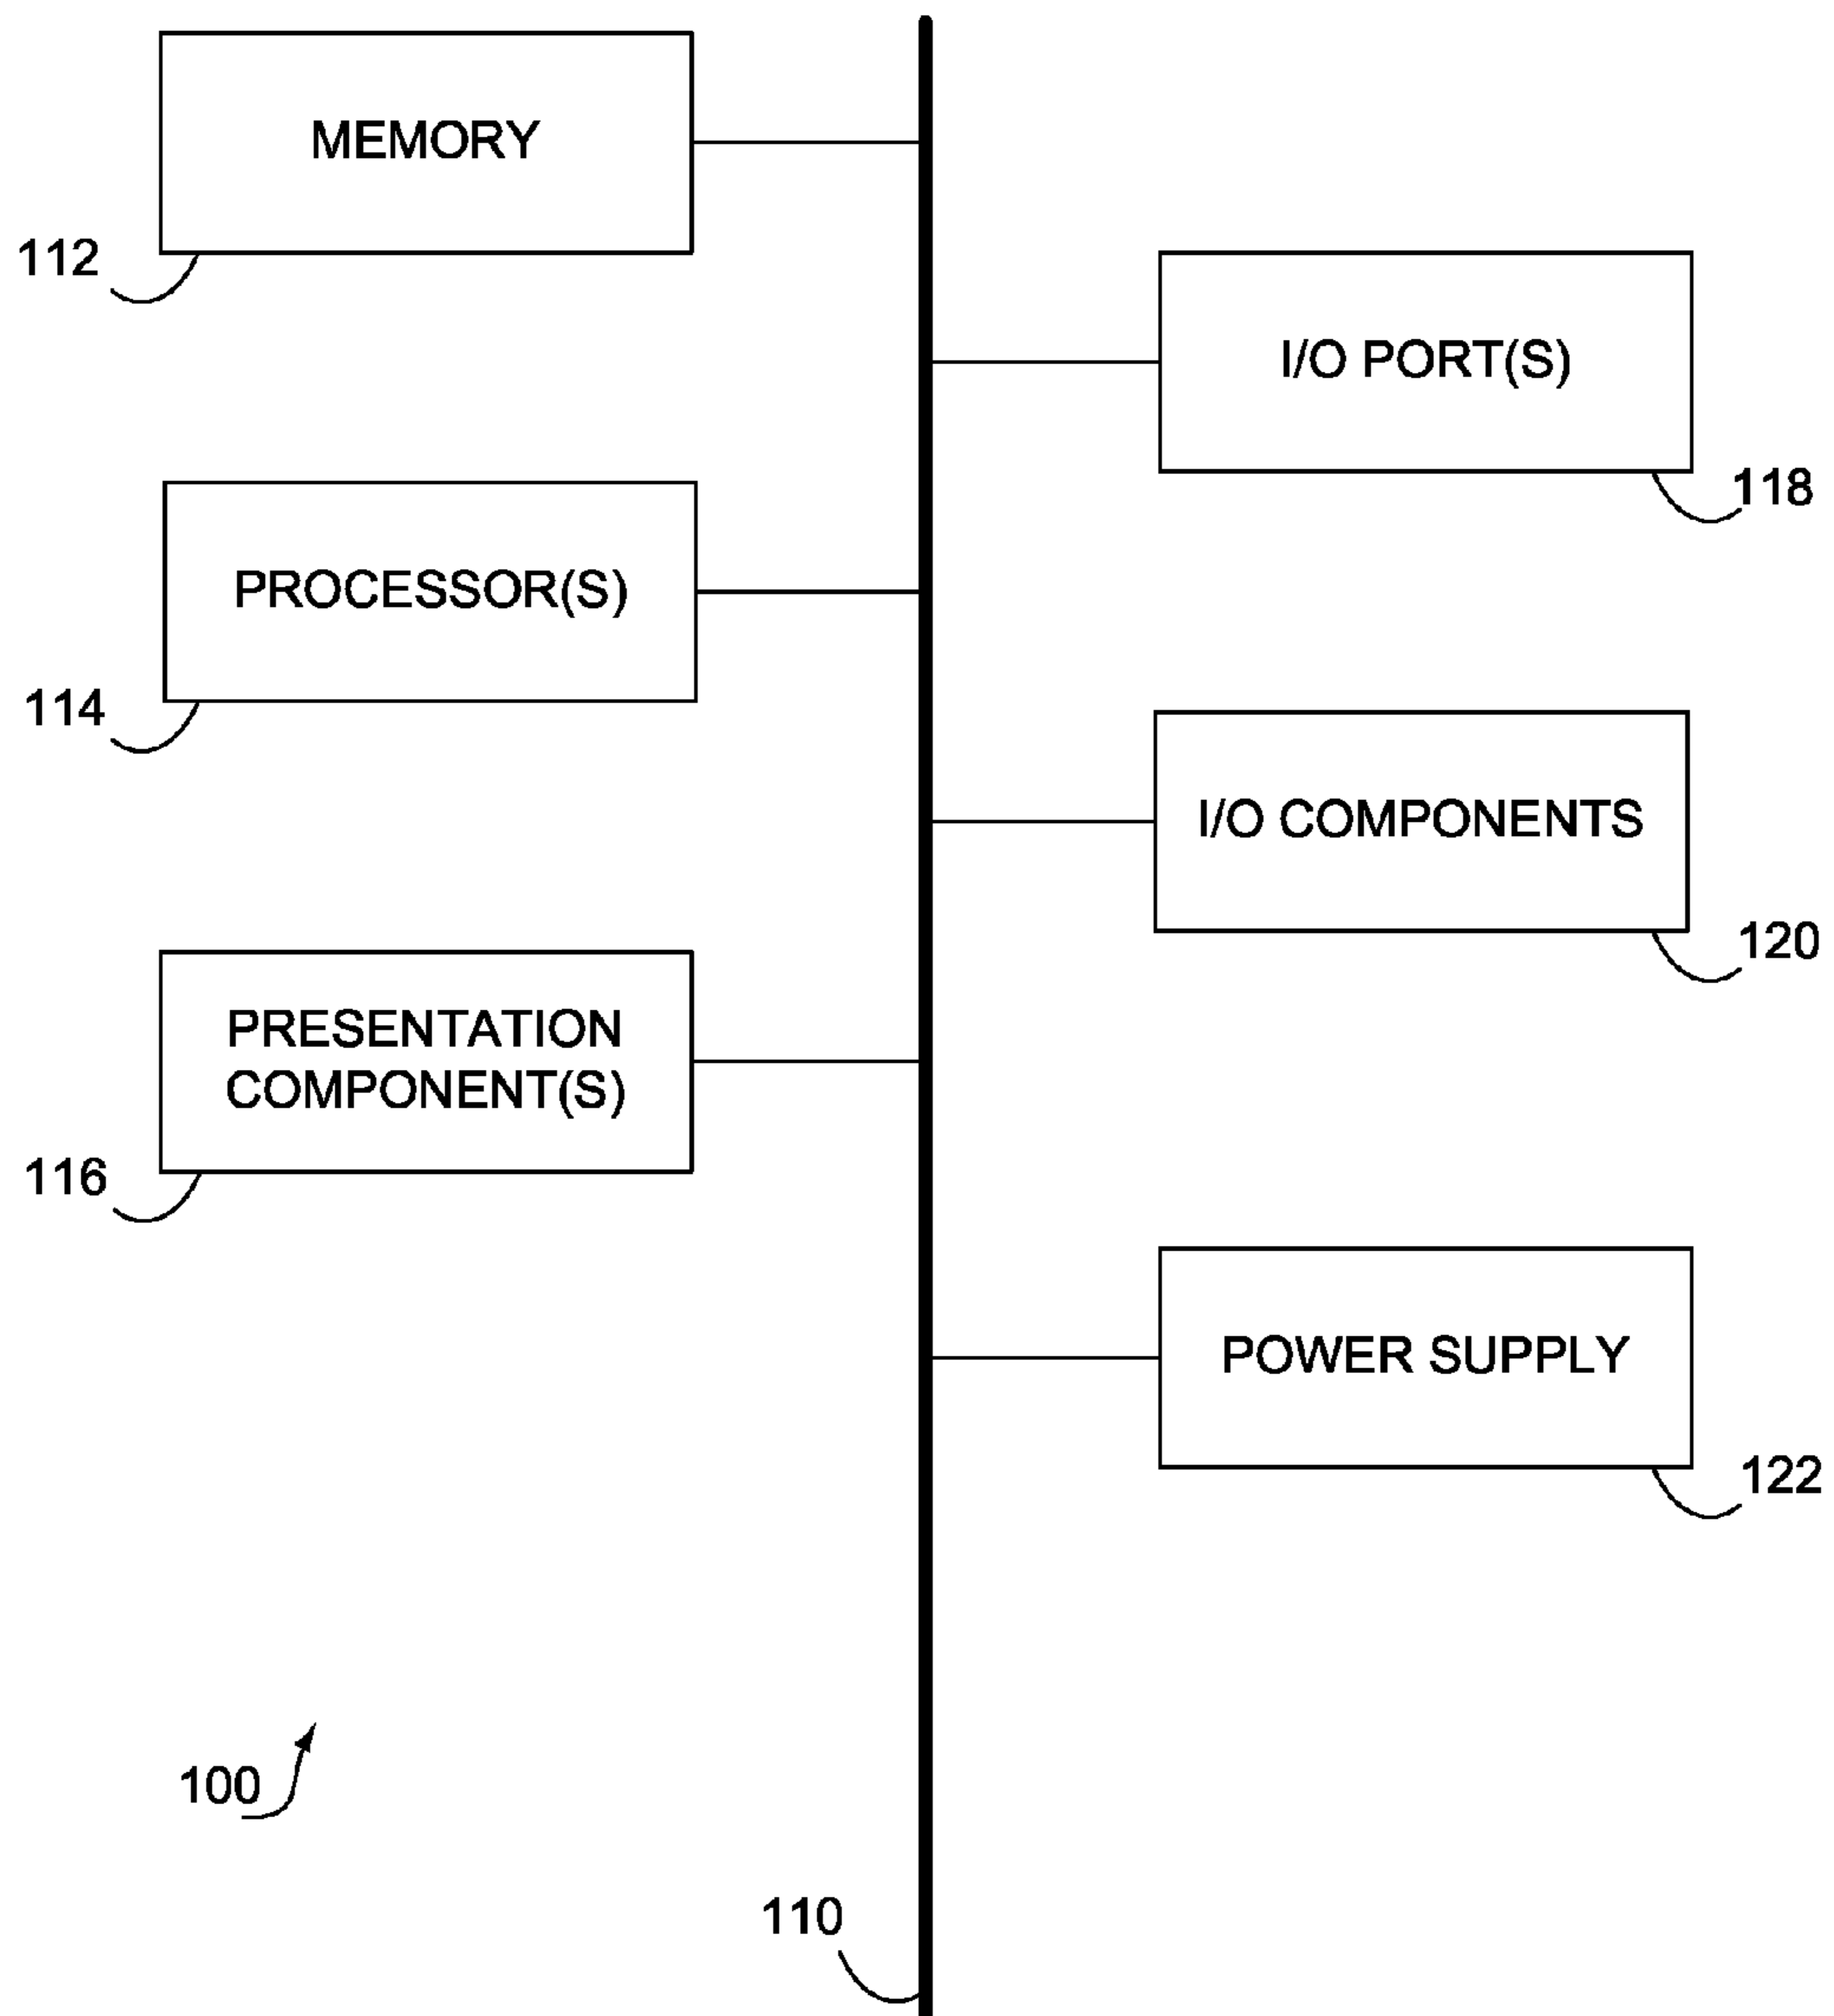 MEMORY
112
I/O PORT(S)
118
PROCESSOR(S)
114
I/O COMPONENTS
120
PRESENTATION
COMPONENT(S)
116
POWER SUPPLY
122
100
110